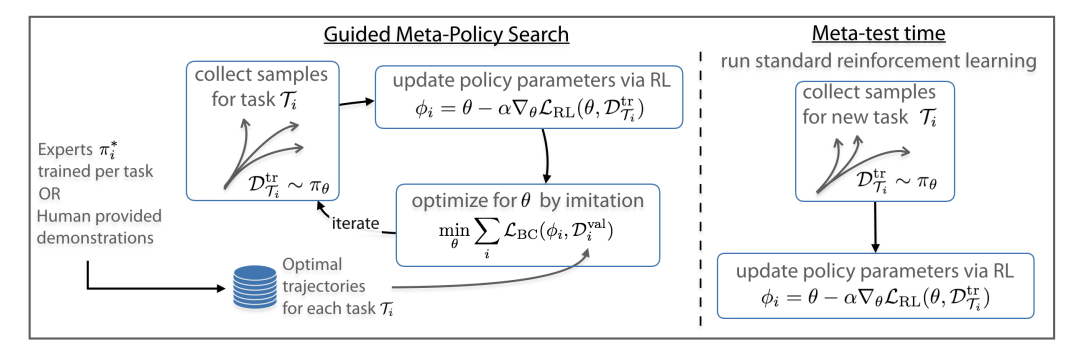 Guided Meta-Policy Search
collect samples
for task $\mathcal{T}_i$
$\mathcal{D}^{\mathrm{tr}}_{\mathcal{T}_i} \sim \pi_\theta$
update policy parameters via RL
$\phi_i = \theta - \alpha \nabla_\theta \mathcal{L}_{\mathrm{RL}}(\theta, \mathcal{D}^{\mathrm{tr}}_{\mathcal{T}_i})$
optimize for $\theta$ by imitation
$\min_\theta \sum_i \mathcal{L}_{\mathrm{BC}}(\phi_i, \mathcal{D}^{\mathrm{val}}_i)$
iterate
Experts $\pi^*_i$
trained per task
OR
Human provided
demonstrations
Optimal
trajectories
for each task $\mathcal{T}_i$
Meta-test time
run standard reinforcement learning
collect samples
for new task $\mathcal{T}_i$
$\mathcal{D}^{\mathrm{tr}}_{\mathcal{T}_i} \sim \pi_\theta$
update policy parameters via RL
$\phi_i = \theta - \alpha \nabla_\theta \mathcal{L}_{\mathrm{RL}}(\theta, \mathcal{D}^{\mathrm{tr}}_{\mathcal{T}_i})$